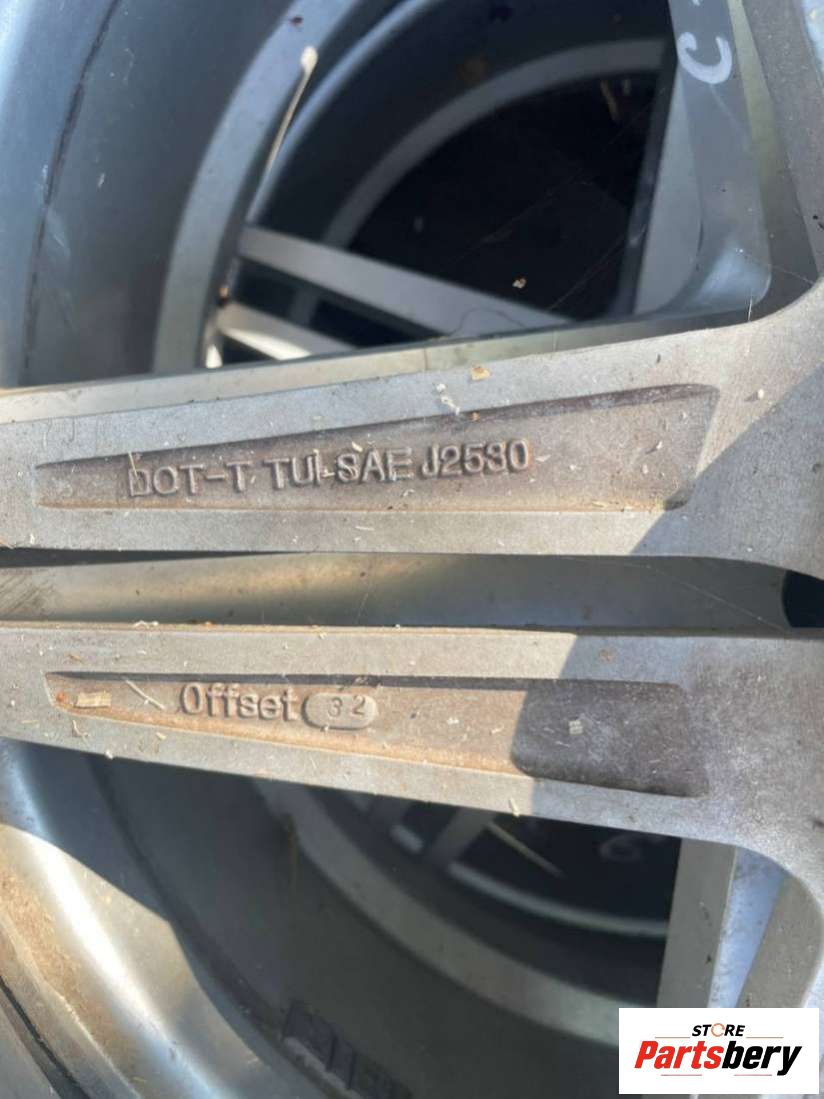 C
DOT-T TUI-SAE J2530
Offset 32
STORE
Partsbery